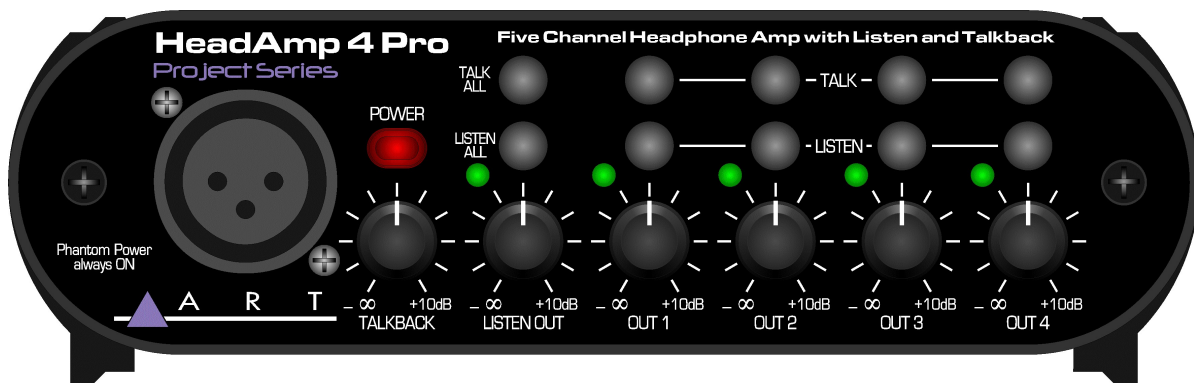 HeadAmp 4 Pro
Five Channel Headphone Amp with Listen and Talkback
Project Series
TALK
ALL
TALK
POWER
LISTEN
ALL
LISTEN
Phantom Power
always ON
A R T
– ∞ +10dB
TALKBACK
– ∞ +10dB
LISTEN OUT
– ∞ +10dB
OUT 1
– ∞ +10dB
OUT 2
– ∞ +10dB
OUT 3
– ∞ +10dB
OUT 4